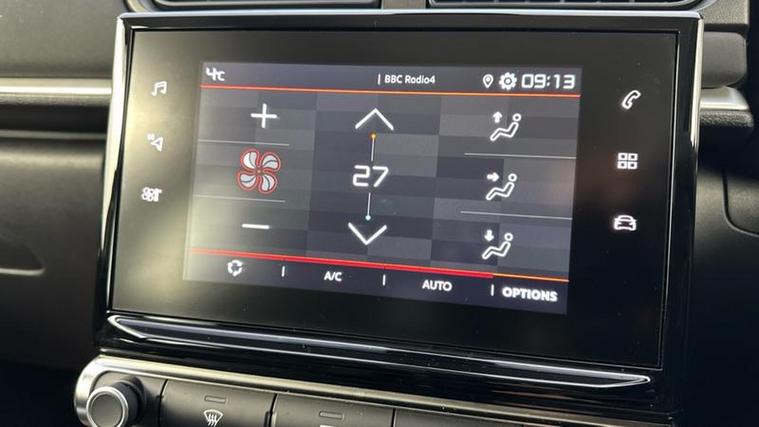 4°C | BBC Radio4 09:13
27
A/C | AUTO | OPTIONS